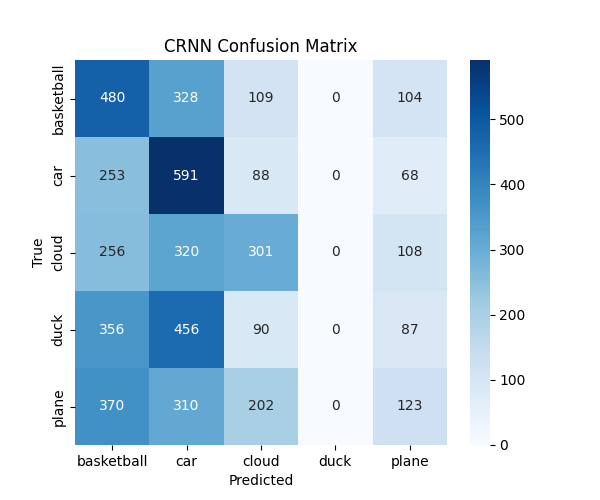 CRNN Confusion Matrix
True
basketball 480 328 109 0 104
car 253 591 88 0 68
cloud 256 320 301 0 108
duck 356 456 90 0 87
plane 370 310 202 0 123
basketball car cloud duck plane
Predicted
500
400
300
200
100
0